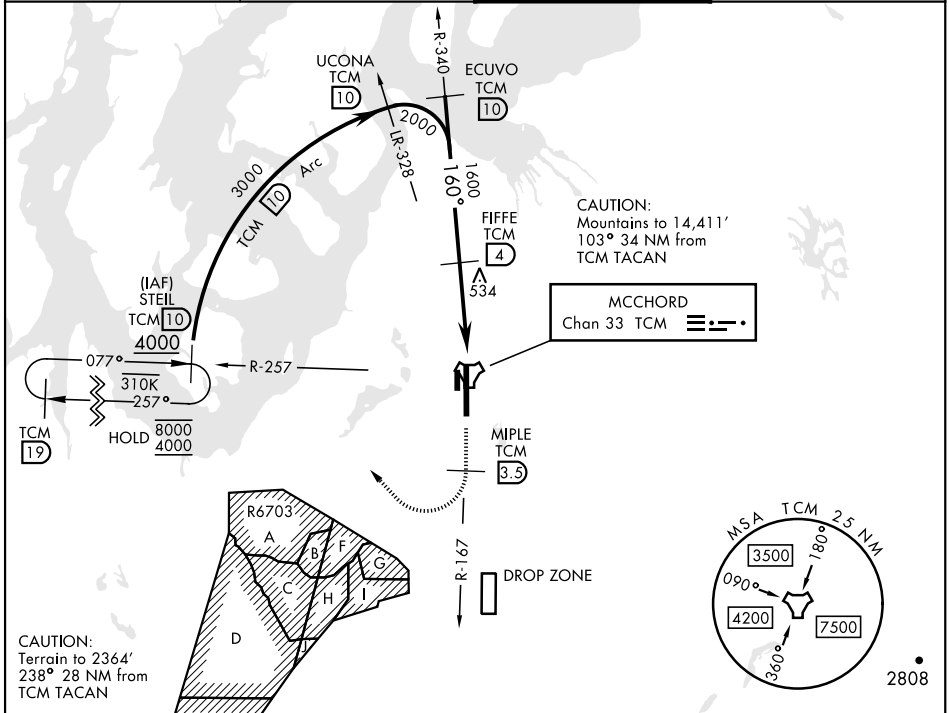 R-340
UCONA
TCM
10
ECUVO
TCM
10
2000
LR-328
3000
Arc
TCM 10
1600
160°
FIFFE
TCM
4
534
CAUTION:
Mountains to 14,411'
103° 34 NM from
TCM TACAN
MCCHORD
Chan 33 TCM
(IAF)
STEIL
TCM 10
4000
077°
310K
257°
R-257
TCM
19
HOLD 8000
4000
MIPLE
TCM
3.5
R-167
DROP ZONE
R6703
A
B
F
G
C
H
I
D
J
CAUTION:
Terrain to 2364'
238° 28 NM from
TCM TACAN
MSA TCM 25 NM
3500
180°
090°
4200
7500
360°
2808